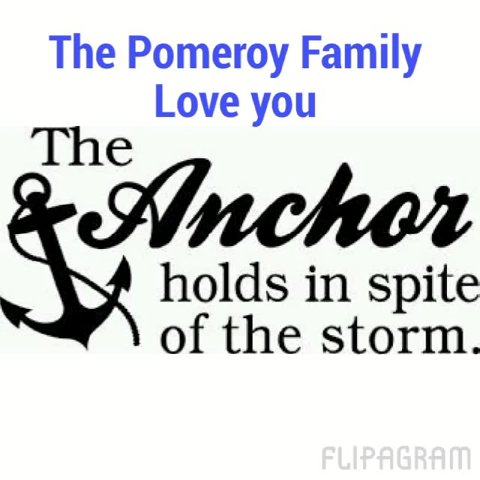 The Pomeroy Family
Love you
The
Anchor
holds in spite
of the storm.
FLIPAGRAM